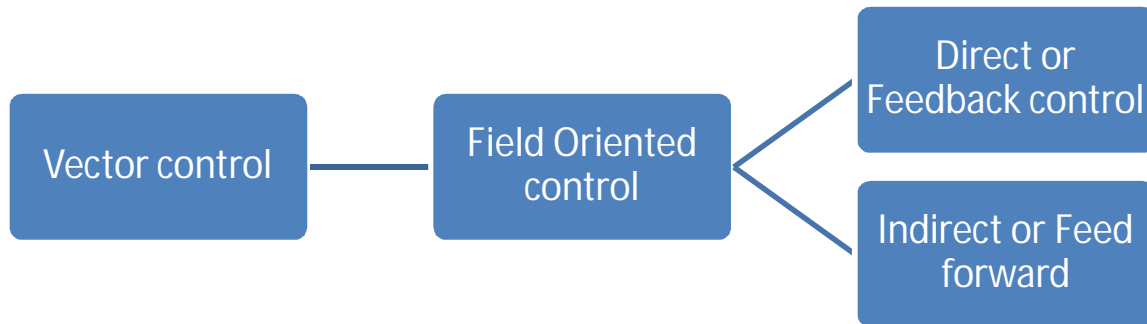 Vector control
Field Oriented
control
Direct or
Feedback control
Indirect or Feed
forward